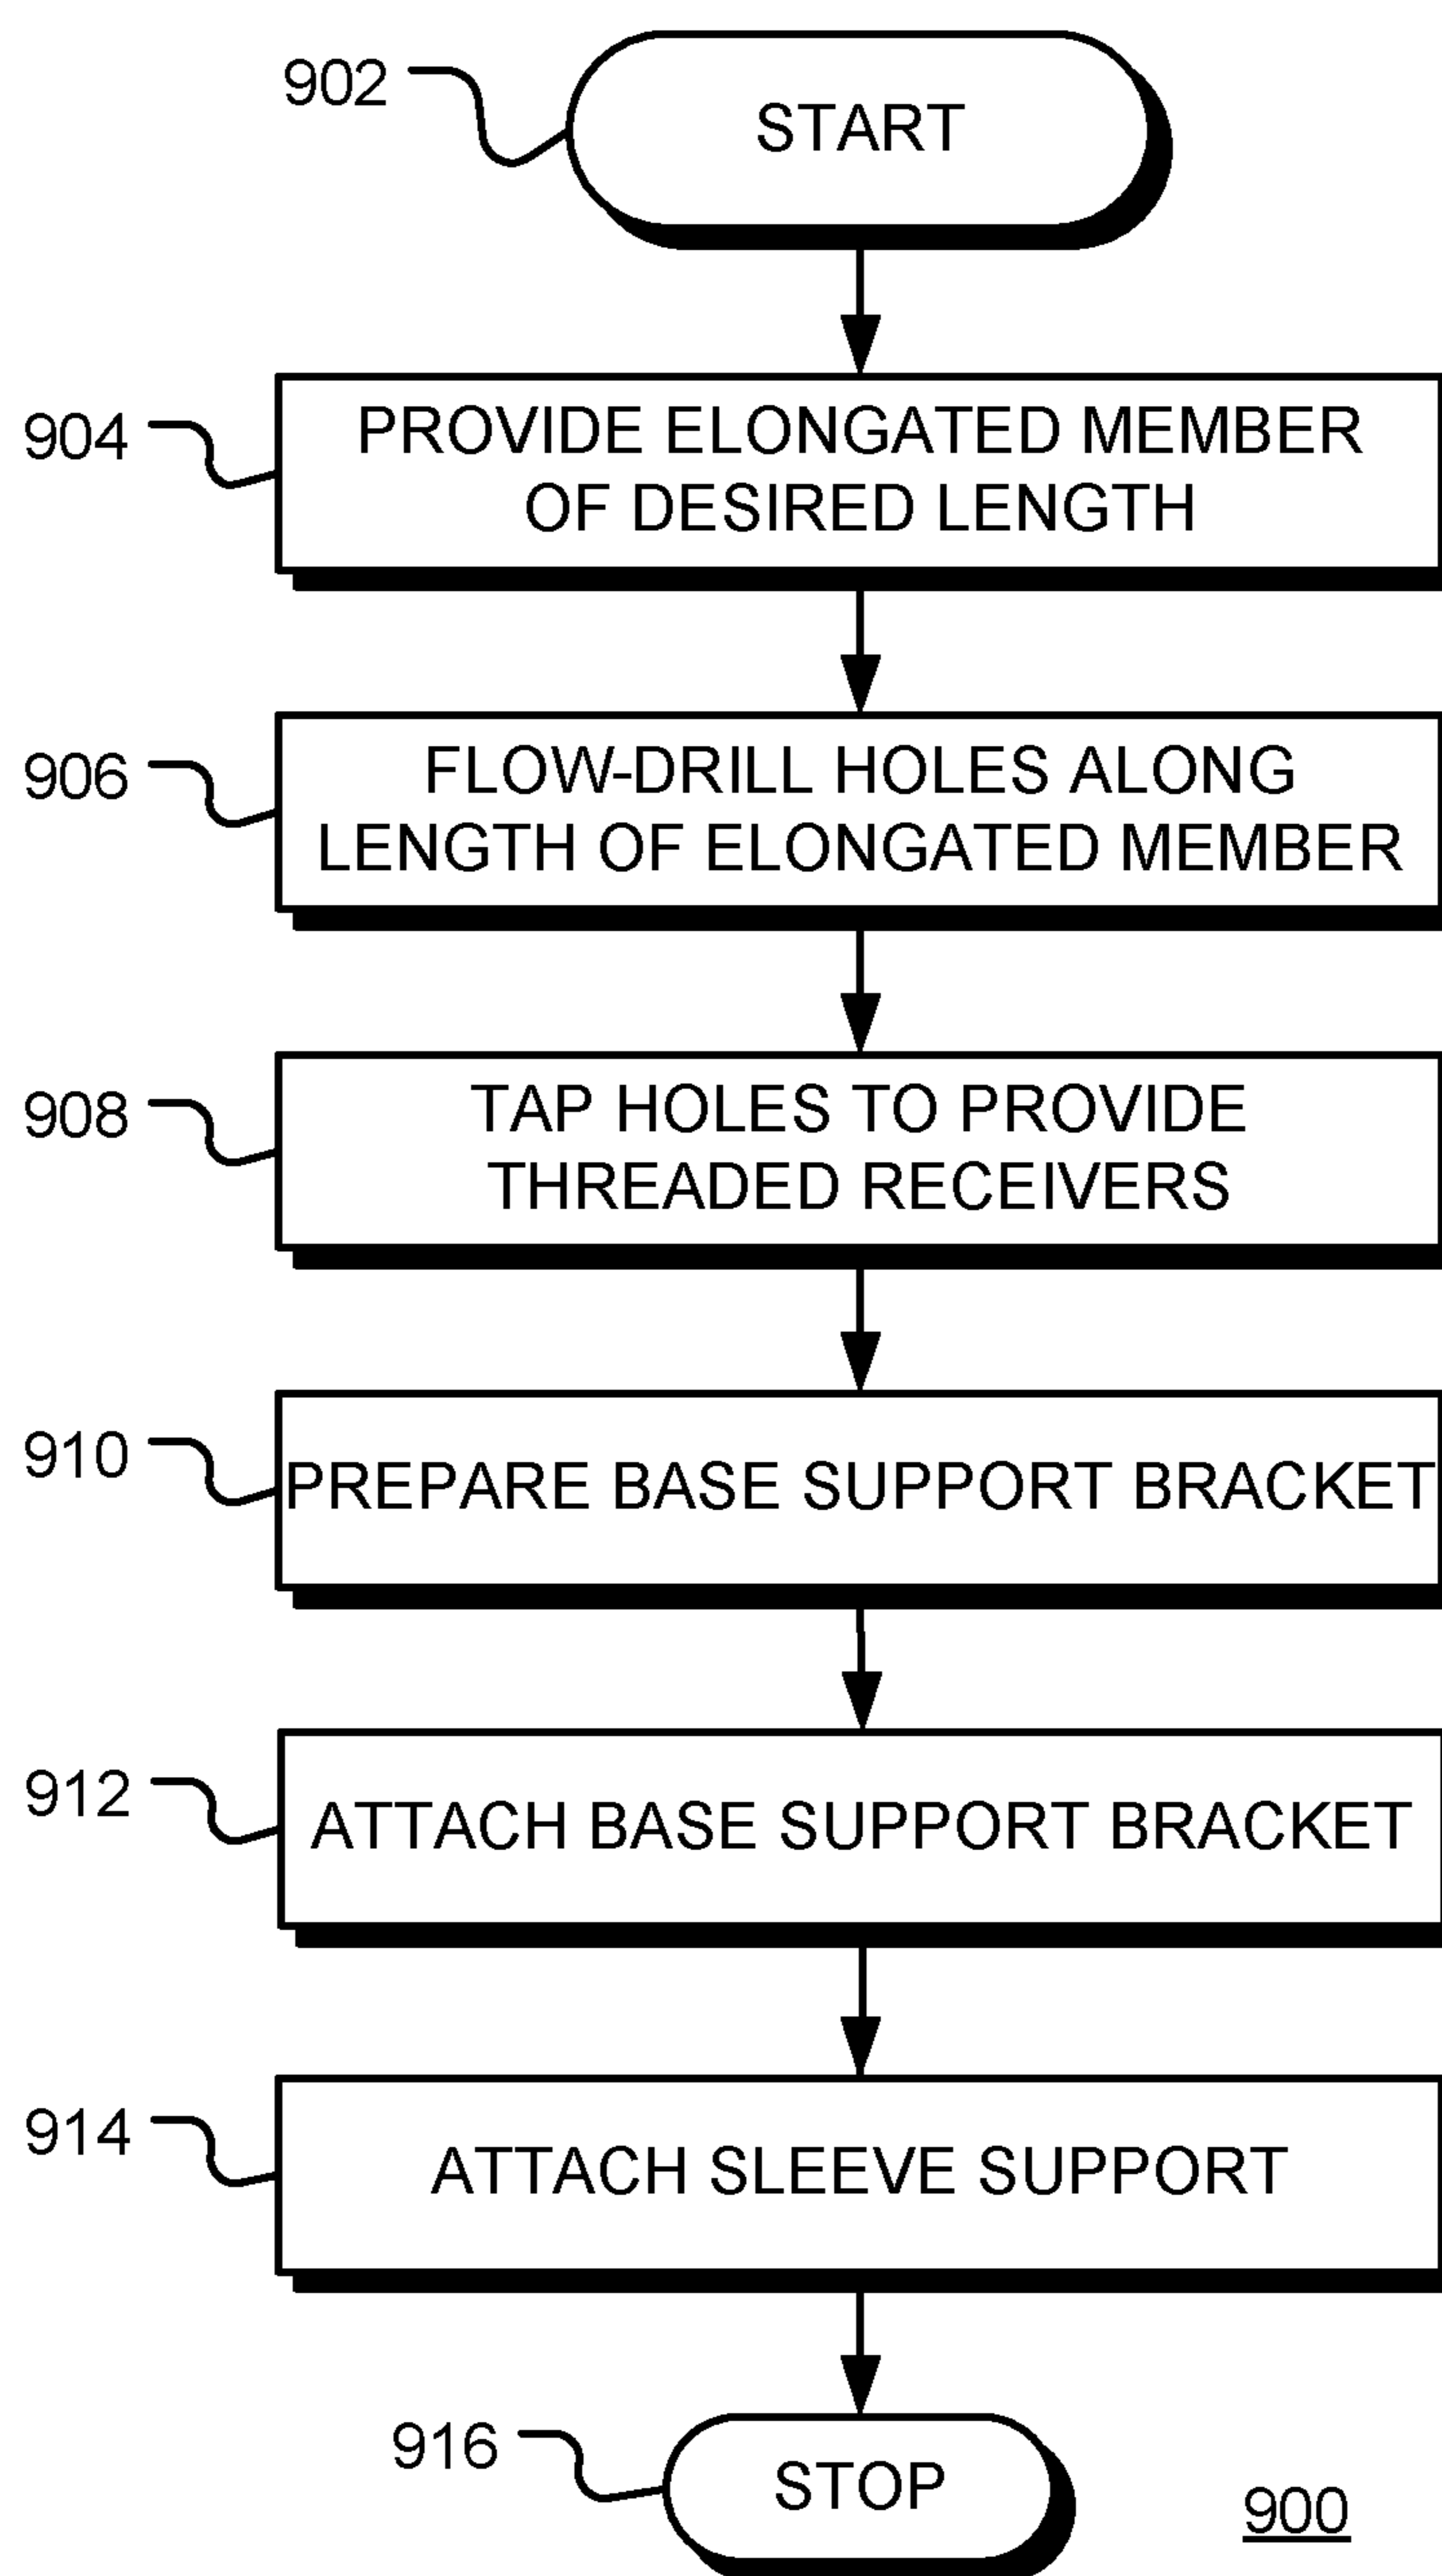 902
START
904
PROVIDE ELONGATED MEMBER
OF DESIRED LENGTH
906
FLOW-DRILL HOLES ALONG
LENGTH OF ELONGATED MEMBER
908
TAP HOLES TO PROVIDE
THREADED RECEIVERS
910
PREPARE BASE SUPPORT BRACKET
912
ATTACH BASE SUPPORT BRACKET
914
ATTACH SLEEVE SUPPORT
916
STOP
900